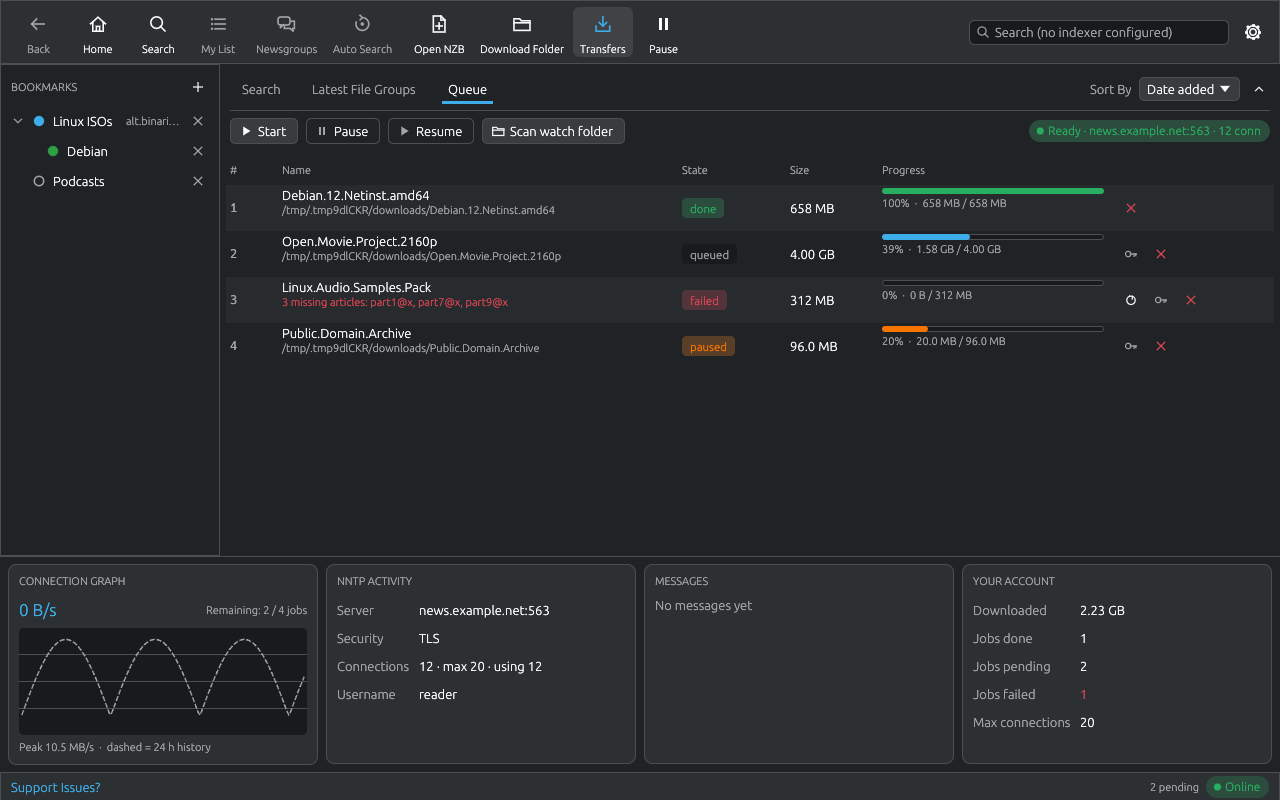 Back
Home
Search
My List
Newsgroups
Auto Search
Open NZB
Download Folder
Transfers
Pause
Search (no indexer configured)
BOOKMARKS
Linux ISOs alt.binari...
Debian
Podcasts
Search Latest File Groups Queue
Sort By Date added
Start Pause Resume Scan watch folder
Ready · news.example.net:563 · 12 conn
# Name State Size Progress
1
Debian.12.Netinst.amd64
/tmp/.tmp9dlCKR/downloads/Debian.12.Netinst.amd64
done
658 MB
100% · 658 MB / 658 MB
2
Open.Movie.Project.2160p
/tmp/.tmp9dlCKR/downloads/Open.Movie.Project.2160p
queued
4.00 GB
39% · 1.58 GB / 4.00 GB
3
Linux.Audio.Samples.Pack
3 missing articles: part1@x, part7@x, part9@x
failed
312 MB
0% · 0 B / 312 MB
4
Public.Domain.Archive
/tmp/.tmp9dlCKR/downloads/Public.Domain.Archive
paused
96.0 MB
20% · 20.0 MB / 96.0 MB
CONNECTION GRAPH
0 B/s
Remaining: 2 / 4 jobs
Peak 10.5 MB/s · dashed = 24 h history
NNTP ACTIVITY
Server news.example.net:563
Security TLS
Connections 12 · max 20 · using 12
Username reader
MESSAGES
No messages yet
YOUR ACCOUNT
Downloaded 2.23 GB
Jobs done 1
Jobs pending 2
Jobs failed 1
Max connections 20
Support Issues?
2 pending
Online